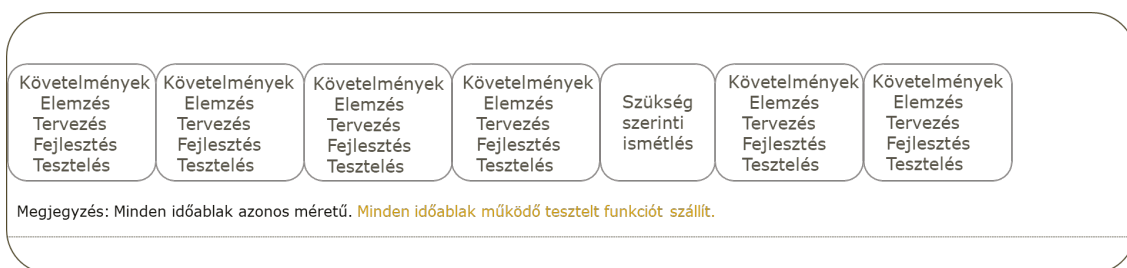 Követelmények
Elemzés
Tervezés
Fejlesztés
Tesztelés
Követelmények
Elemzés
Tervezés
Fejlesztés
Tesztelés
Követelmények
Elemzés
Tervezés
Fejlesztés
Tesztelés
Követelmények
Elemzés
Tervezés
Fejlesztés
Tesztelés
Szükség
szerinti
ismétlés
Követelmények
Elemzés
Tervezés
Fejlesztés
Tesztelés
Követelmények
Elemzés
Tervezés
Fejlesztés
Tesztelés
Megjegyzés: Minden időablak azonos méretű. Minden időablak működő tesztelt funkciót szállít.